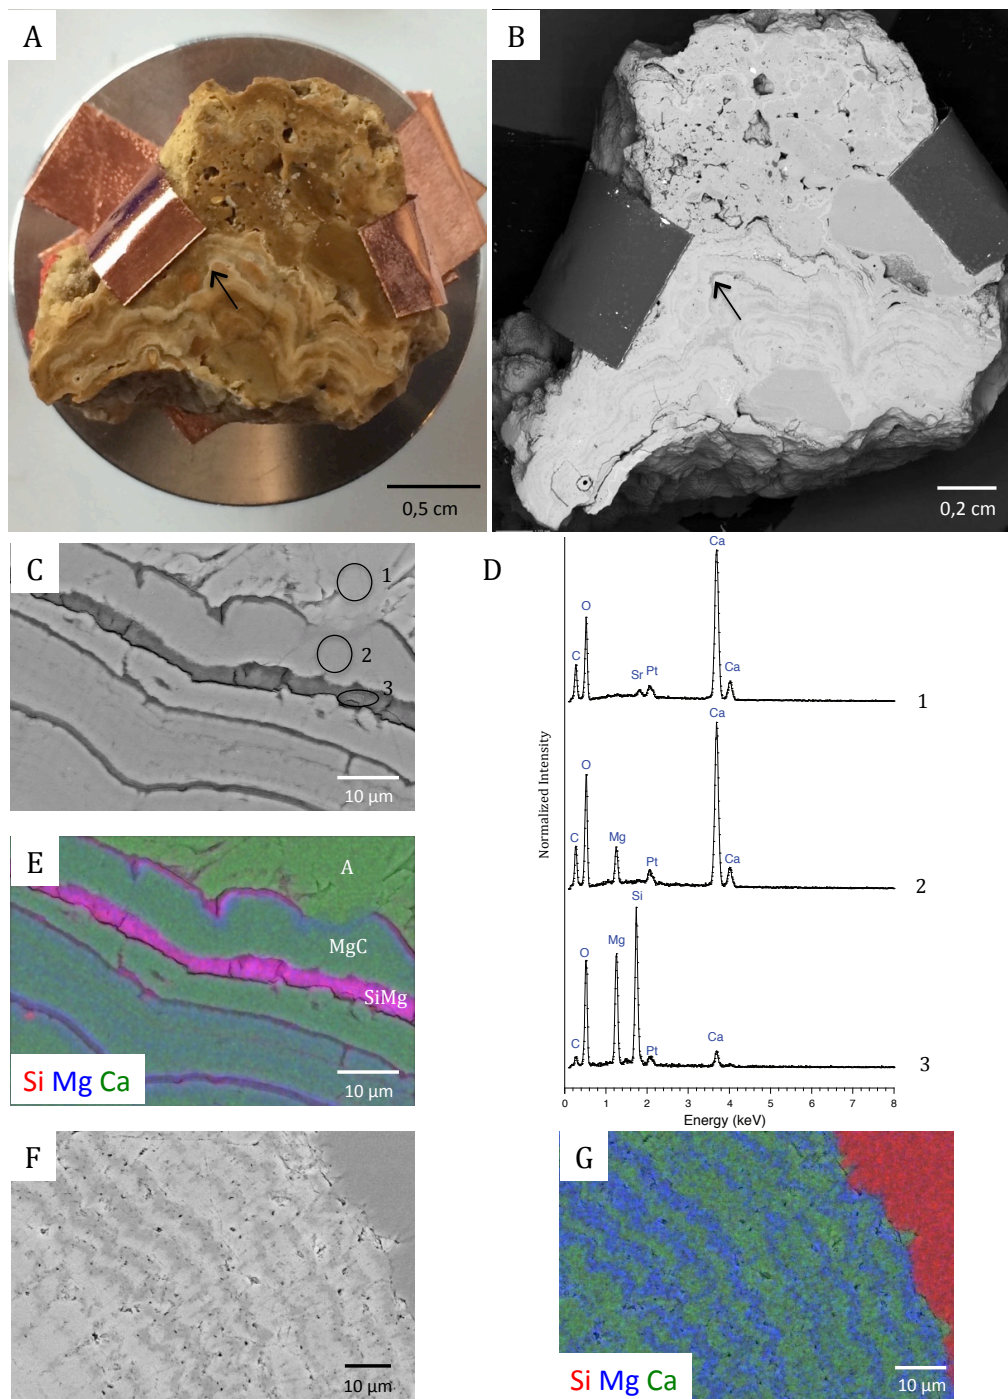 A
0,5 cm
B
0,2 cm
C
1
2
3
10 µm
D
Normalized Intensity
C
O
Sr
Pt
Ca
Ca
1
C
O
Mg
Pt
Ca
Ca
2
C
O
Mg
Si
Pt
Ca
3
0 1 2 3 4 5 6 7 8
Energy (keV)
E
A
MgC
SiMg
Si Mg Ca
10 µm
F
10 µm
G
Si Mg Ca
10 µm